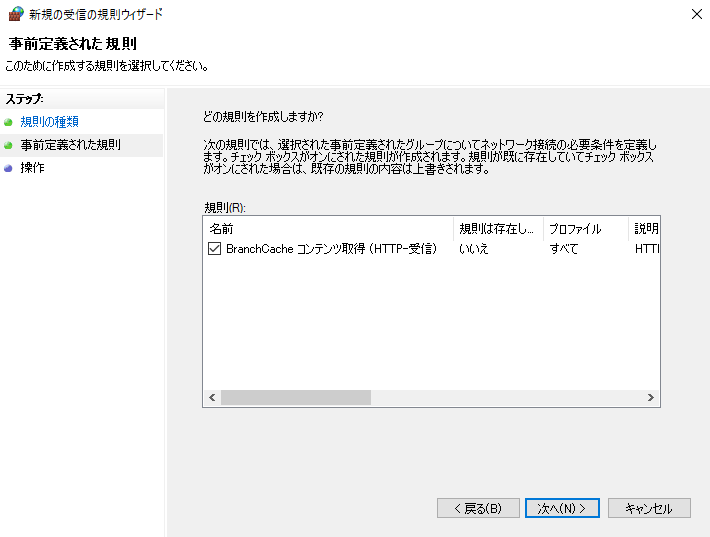 新規の受信の規則ウィザード
事前定義された規則
このために作成する規則を選択してください。
ステップ:
規則の種類
事前定義された規則
操作
どの規則を作成しますか?
次の規則では、選択された事前定義されたグループについてネットワーク接続の必要条件を定義し
ます。チェック ボックスがオンにされた規則が作成されます。規則が既に存在していてチェック ボックス
がオンにされた場合は、既存の規則の内容は上書きされます。
規則(R):
名前 規則は存在し... プロファイル 説明
BranchCache コンテンツ取得 (HTTP-受信) いいえ すべて HTTI
< 戻る(B) 次へ(N) > キャンセル